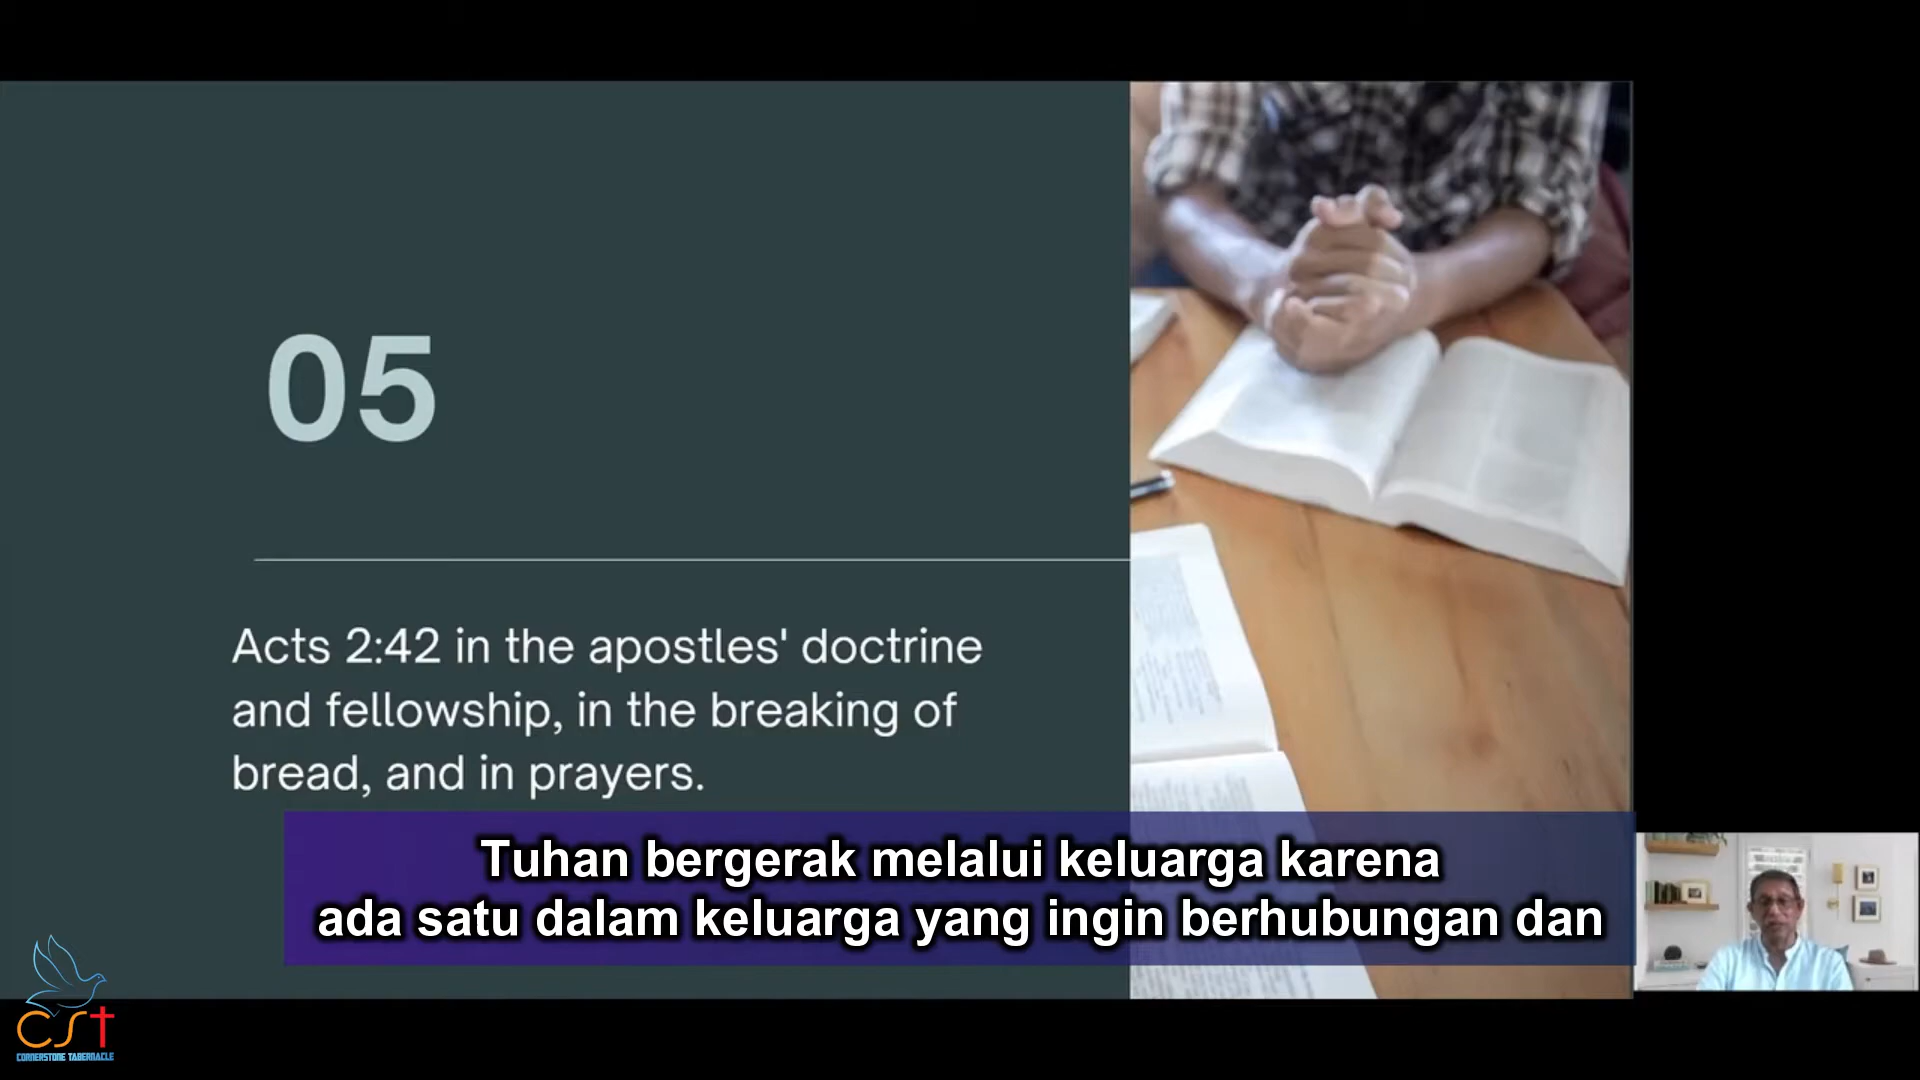 05
Acts 2:42 in the apostles' doctrine
and fellowship, in the breaking of
bread, and in prayers.
Tuhan bergerak melalui keluarga karena
ada satu dalam keluarga yang ingin berhubungan dan
CST
CORNERSTONE TABERNACLE